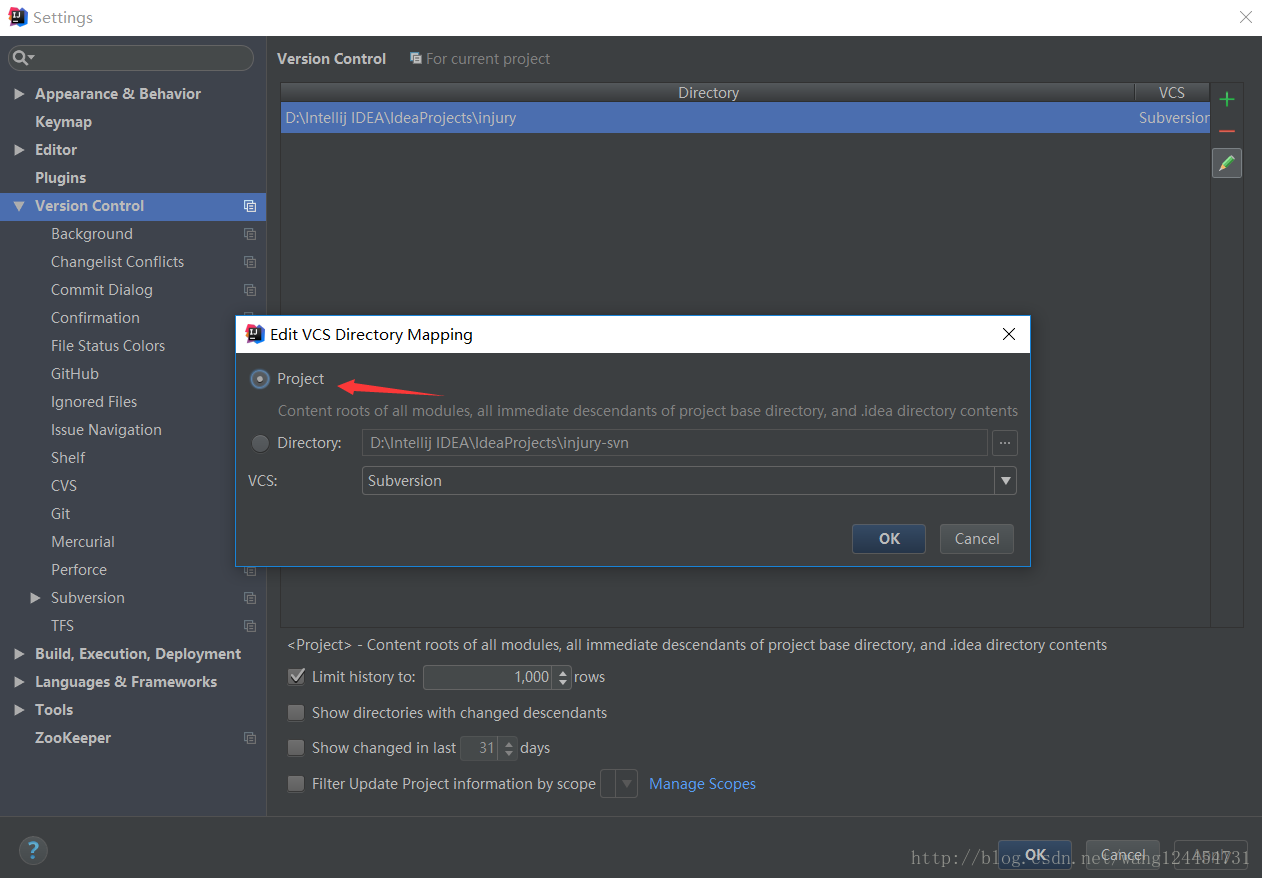 Settings
Version Control For current project
Appearance & Behavior
Keymap
Editor
Plugins
Version Control
Background
Changelist Conflicts
Commit Dialog
Confirmation
File Status Colors
GitHub
Ignored Files
Issue Navigation
Shelf
CVS
Git
Mercurial
Perforce
Subversion
TFS
Build, Execution, Deployment
Languages & Frameworks
Tools
ZooKeeper
Directory VCS
D:\Intellij IDEA\IdeaProjects\injury Subversion
Edit VCS Directory Mapping
Project
Content roots of all modules, all immediate descendants of project base directory, and .idea directory contents
Directory: D:\Intellij IDEA\IdeaProjects\injury-svn ...
VCS: Subversion
OK Cancel
<Project> - Content roots of all modules, all immediate descendants of project base directory, and .idea directory contents
Limit history to: 1,000 rows
Show directories with changed descendants
Show changed in last 31 days
Filter Update Project information by scope Manage Scopes
? OK Cancel Apply
http://blog.csdn.net/wang124454731